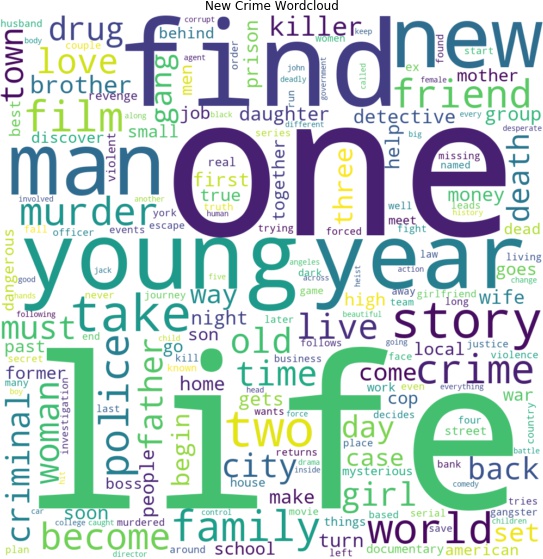 New Crime Wordcloud
husband
body
drug
behind
corrupt
killer
keep
new
couple
agent
order
women
john
deadly
government
called
found
start
ex
town
love
gang
men
prison
run
find
female
mother
brother
revenge
friend
best
film
along
job
daughter
black
different
detective
every
group
desperate
discover
small
violent
series
big
help
death
man
real
one
together
three
missing
named
involved
another
first
true
truth
human
money
leads
history
murder
york
escape
trying
forced
meet
well
fight
dead
fail
officer
events
dangerous
young
year
angeles
dark
across
heist
action
law
living
good
hands
jack
five
game
goes
change
never
journey
way
high
away
team
girlfriend
long
wife
following
take
beautiful
must
end
night
later
old
live
story
child
son
going
face
local
justice
violence
past
secret
go
kill
known
follows
business
time
come
crime
former
many
boy
police
father
home
head
gets
work
even
cop
everything
war
country
woman
investigation
last
wants
force
two
decides
four
street
criminal
life
begin
returns
place
day
battle
hit
people
city
drama
inside
case
mysterious
bank
back
boss
house
comedy
car
soon
make
girl
based
serial
gangster
tries
college
caught
murdered
control
movie
things
save
become
family
world
children
set
plan
director
around
school
turn
left
documentary
american